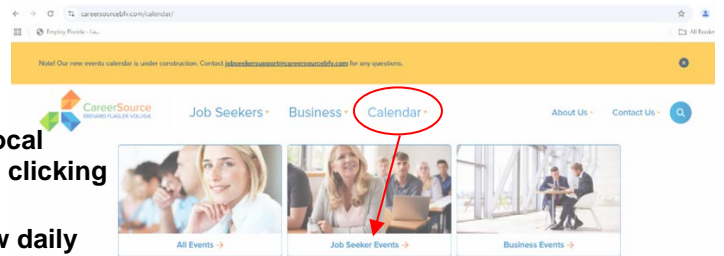 careersourcebfv.com/calendar/
Employ Florida - La...
All Bookm
Note! Our new events calendar is under construction. Contact jobseekersupport@careersourcebfv.com for any questions.
CareerSource
BREVARD FLAGLER VOLUSIA
Job Seekers
Business
Calendar
About Us
Contact Us
ocal
clicking
w daily
All Events →
Job Seeker Events →
Business Events →